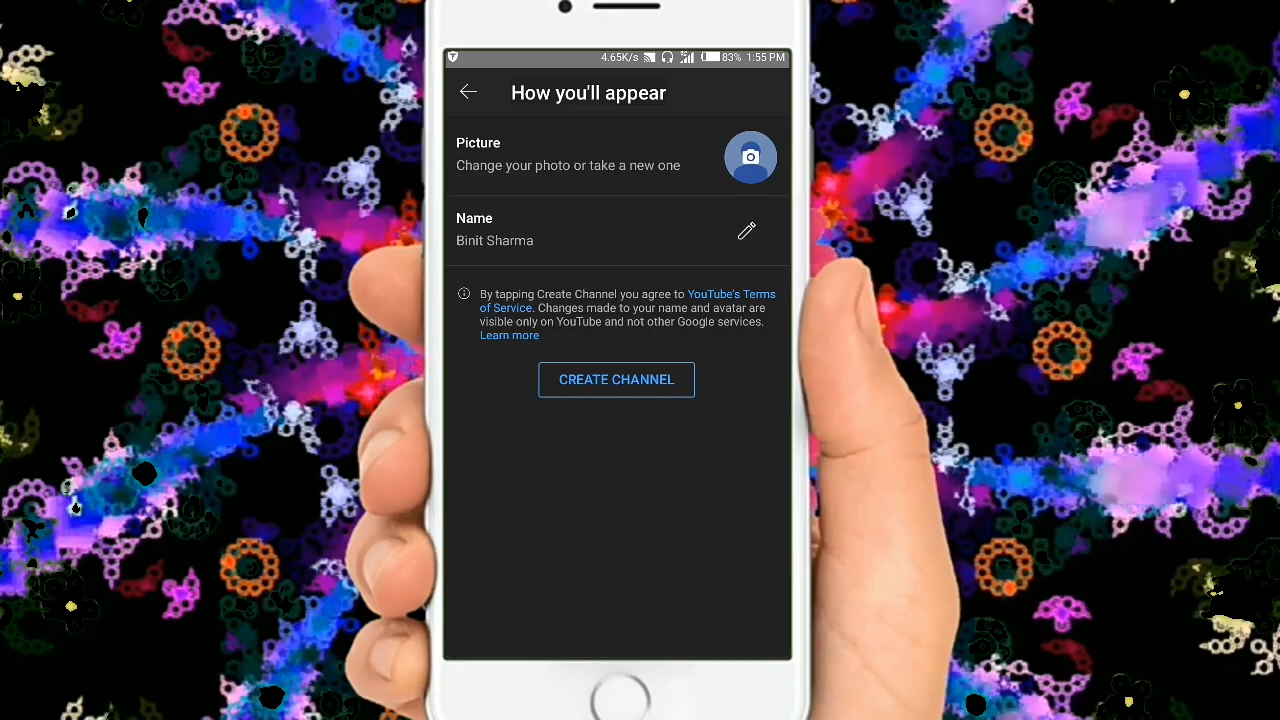 4.65K/s 83% 1:55 PM
How you'll appear
Picture
Change your photo or take a new one
Name
Binit Sharma
By tapping Create Channel you agree to YouTube's Terms
of Service. Changes made to your name and avatar are
visible only on YouTube and not other Google services.
Learn more
CREATE CHANNEL